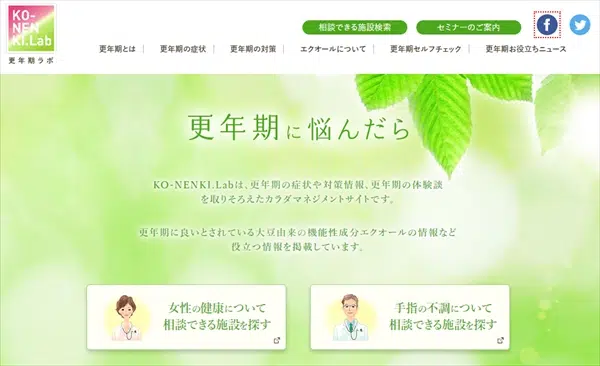 KO-
NEN
KI.Lab
更年期ラボ
相談できる施設検索
セミナーのご案内
更年期とは
更年期の症状
更年期の対策
エクオールについて
更年期セルフチェック
更年期お役立ちニュース
更年期に悩んだら
KO-NENKI.Labは、更年期の症状や対策情報、更年期の体験談
を取りそろえたカラダマネジメントサイトです。
更年期に良いとされている大豆由来の機能性成分エクオールの情報など
役立つ情報を掲載しています。
女性の健康について
相談できる施設を探す
手指の不調について
相談できる施設を探す